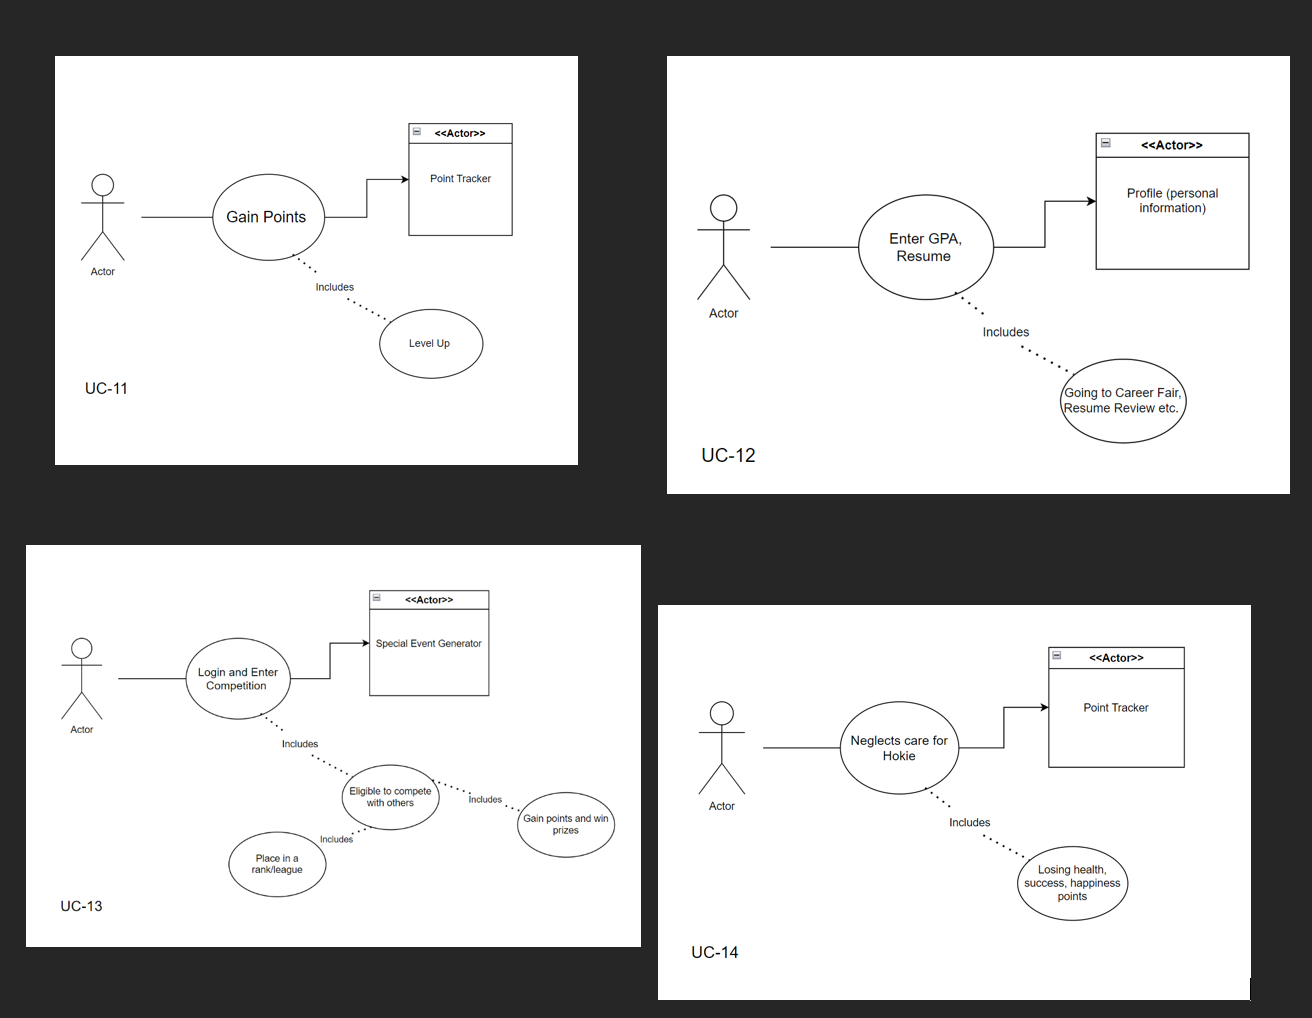 <<Actor>>
Point Tracker
Gain Points
Actor
Includes
Level Up
UC-11
<<Actor>>
Profile (personal
information)
Enter GPA,
Resume
Actor
Includes
Going to Career Fair,
Resume Review etc.
UC-12
<<Actor>>
Special Event Generator
Login and Enter
Competition
Actor
Includes
Eligible to compete
with others
Includes
Gain points and win
prizes
Includes
Place in a
rank/league
UC-13
<<Actor>>
Point Tracker
Neglects care for
Hokie
Actor
Includes
Losing health,
success, happiness
points
UC-14